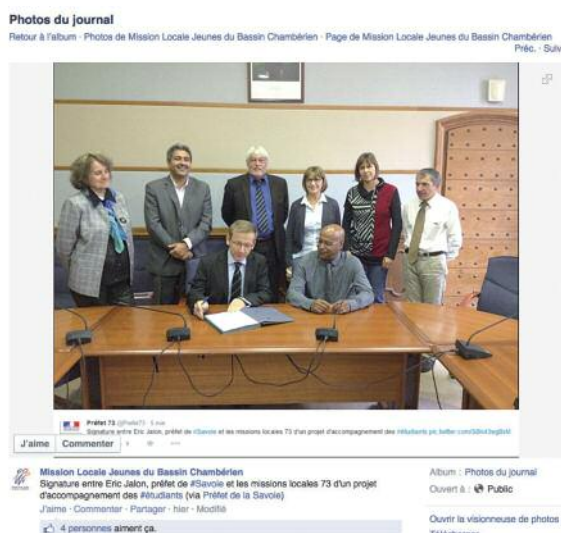 Photos du journal
Retour à l'album · Photos de Mission Locale Jeunes du Bassin Chambérien · Page de Mission Locale Jeunes du Bassin Chambérien
Préc. · Suiv
Préfet 73 @Prefet73 · 5 nov
Signature entre Eric Jalon, préfet de #Savoie et les missions locales 73 d'un projet d'accompagnement des #étudiants
J'aime Commenter
Mission Locale Jeunes du Bassin Chambérien
Signature entre Eric Jalon, préfet de #Savoie et les missions locales 73 d'un projet
d'accompagnement des #étudiants (via Préfet de la Savoie)
J'aime · Commenter · Partager · hier · Modifié
4 personnes aiment ça.
Album : Photos du journal
Ouvert à : Public
Ouvrir la visionneuse de photos
Télécharger